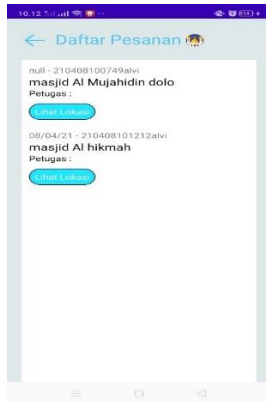 10.12
Daftar Pesanan
null - 210408100749alvi
masjid Al Mujahidin dolo
Petugas :
Lihat Lokasi
08/04/21 - 210408101212alvi
masjid Al hikmah
Petugas :
Lihat Lokasi